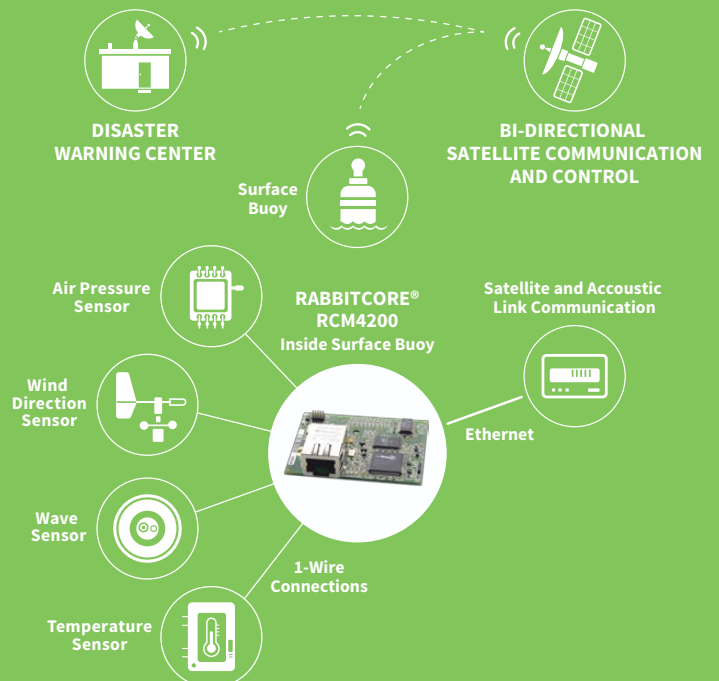 DISASTER
WARNING CENTER
BI-DIRECTIONAL
SATELLITE COMMUNICATION
AND CONTROL
Surface
Buoy
Air Pressure
Sensor
RABBITCORE®
RCM4200
Inside Surface Buoy
Satellite and Accoustic
Link Communication
Wind
Direction
Sensor
Ethernet
Wave
Sensor
1-Wire
Connections
Temperature
Sensor